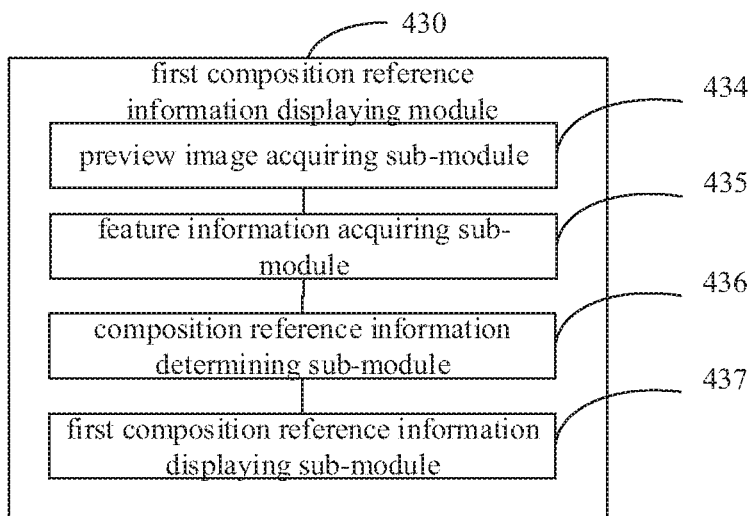 430
first composition reference
information displaying module
434
preview image acquiring sub-module
435
feature information acquiring sub-
module
436
composition reference information
determining sub-module
437
first composition reference information
displaying sub-module